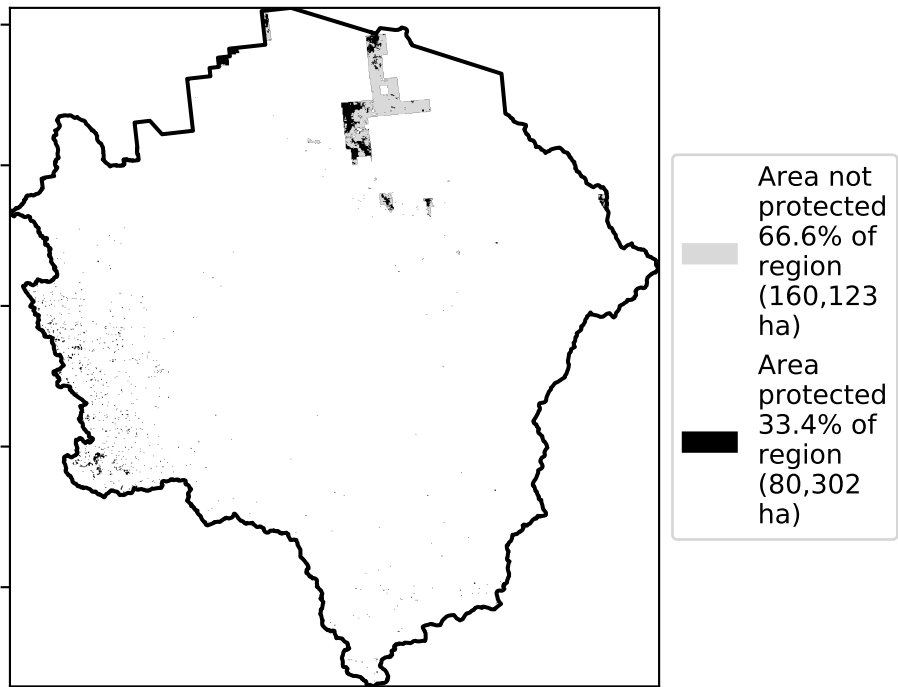 Area not
protected
66.6% of
region
(160,123
ha)
Area
protected
33.4% of
region
(80,302
ha)